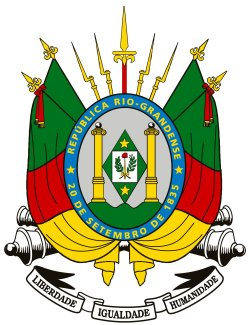 REPÚBLICA RIO-GRANDENSE
20 DE SETEMBRO DE 1835
LIBERDADE IGUALDADE HUMANIDADE